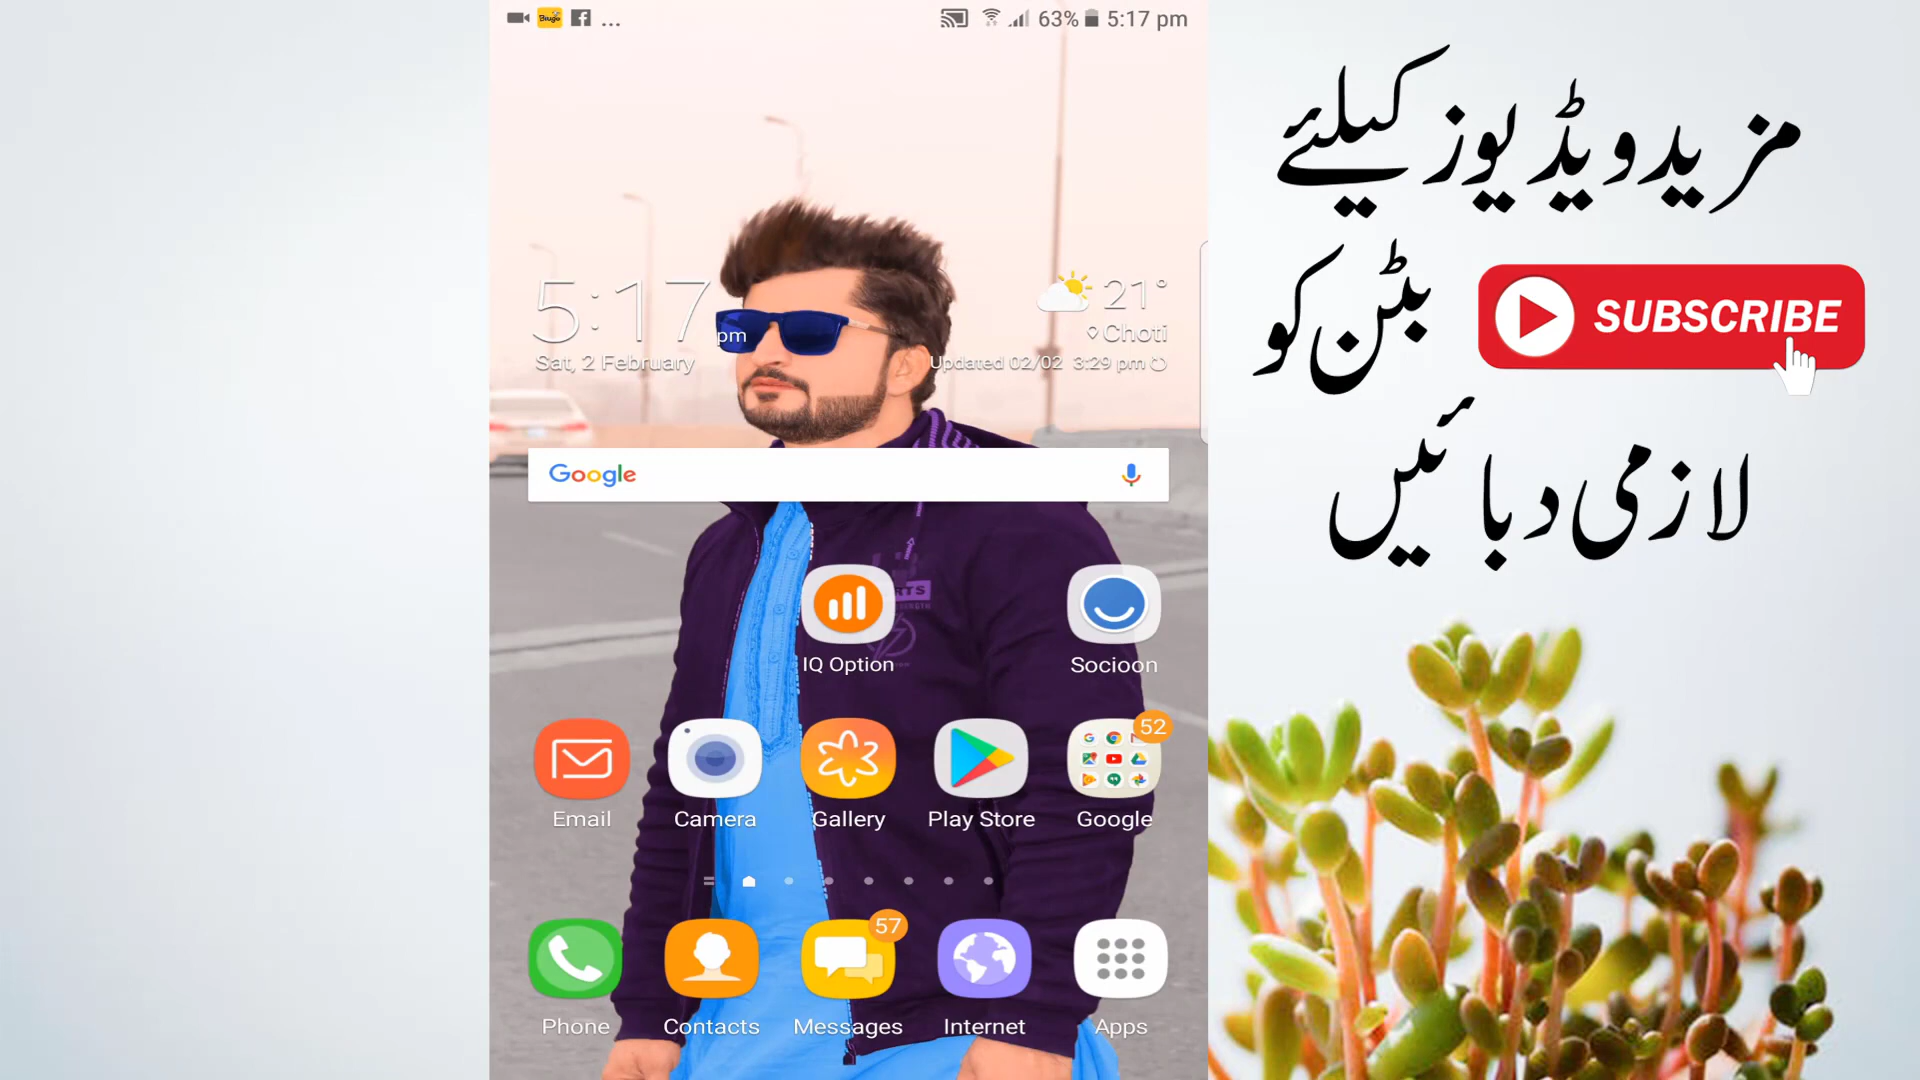 63% 5:17 pm
5:17 pm
Sat, 2 February
21°
Choti
Updated 02/02 3:29 pm
Google
IQ Option
Socioon
52
Email
Camera
Gallery
Play Store
Google
57
Phone
Contacts
Messages
Internet
Apps
مزید ویڈیوز کیلئے
SUBSCRIBE بٹن کو
لازمی دبائیں